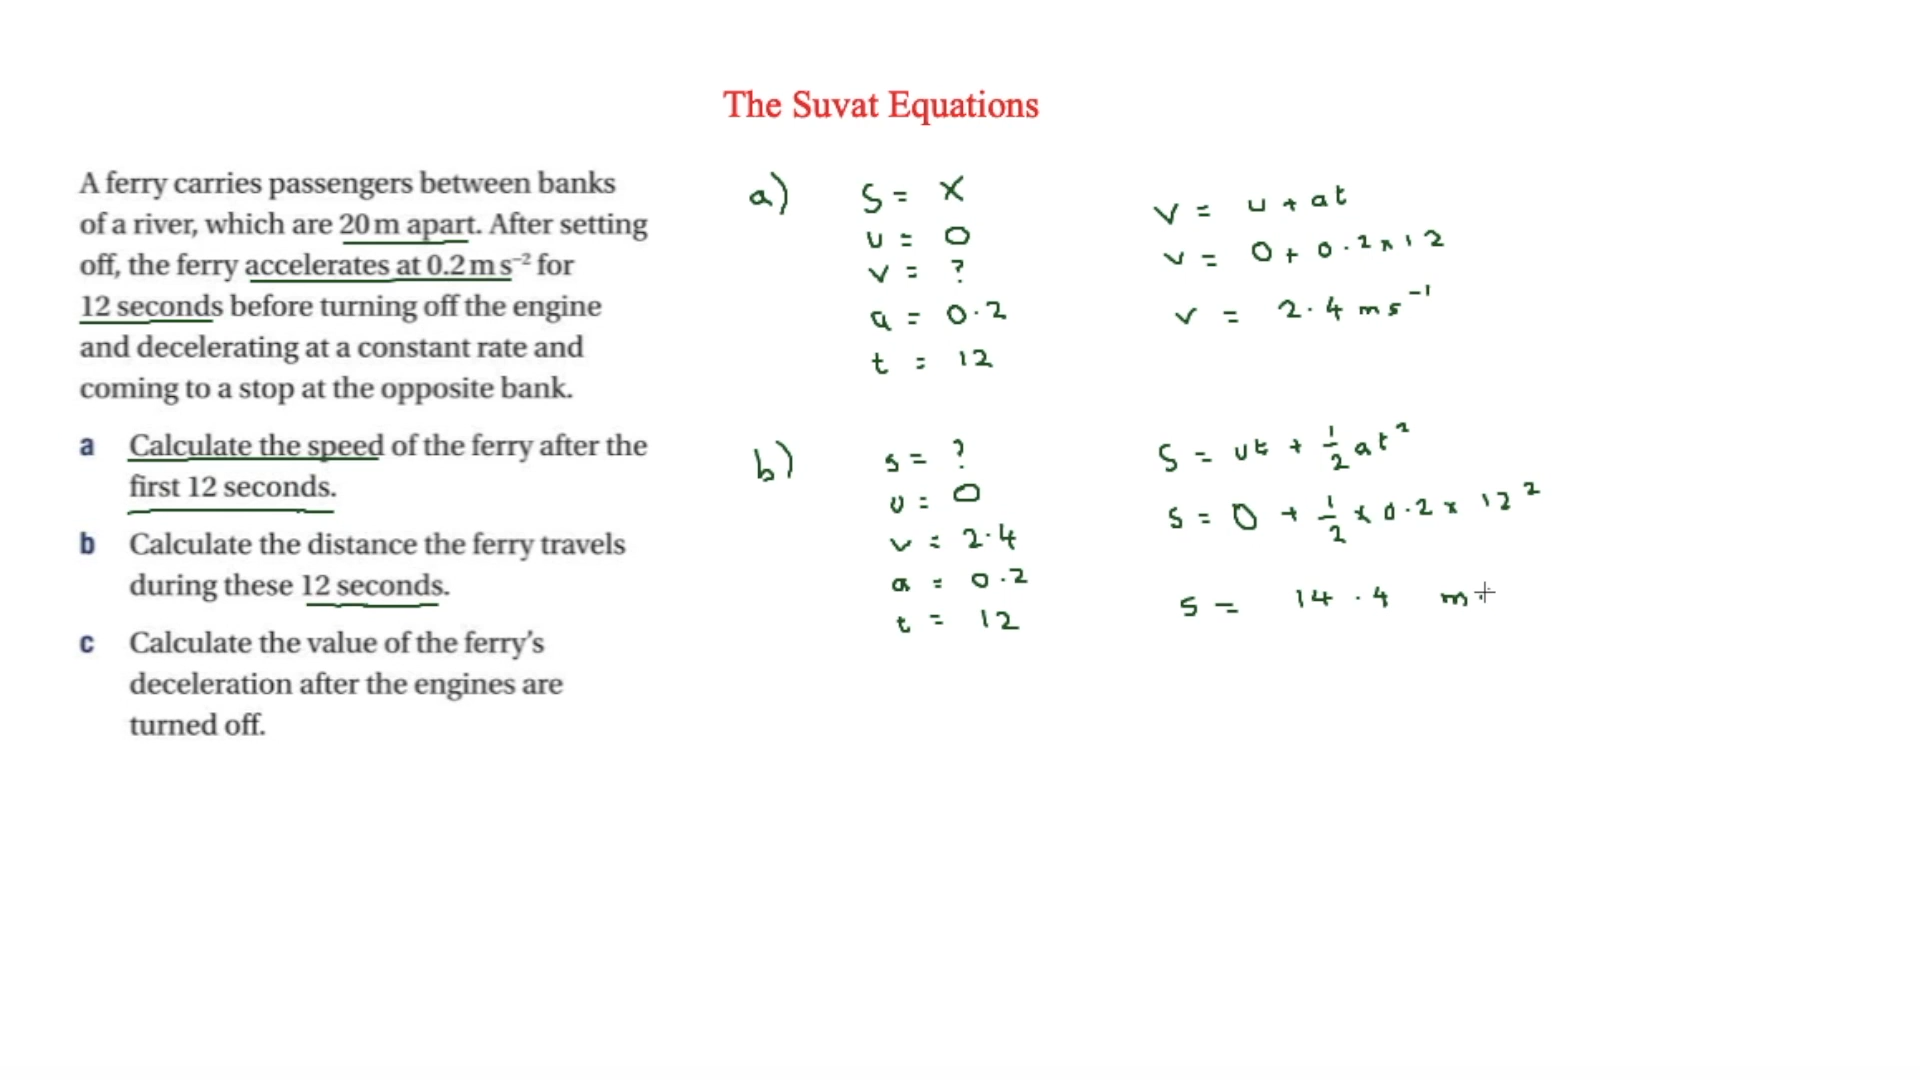 The Suvat Equations
A ferry carries passengers between banks
of a river, which are 20 m apart. After setting
off, the ferry accelerates at 0.2 m s⁻² for
12 seconds before turning off the engine
and decelerating at a constant rate and
coming to a stop at the opposite bank.
a Calculate the speed of the ferry after the
first 12 seconds.
b Calculate the distance the ferry travels
during these 12 seconds.
c Calculate the value of the ferry's
deceleration after the engines are
turned off.
a)
S = X
u = 0
v = ?
a = 0.2
t = 12
v = u + at
v = 0 + 0.2 x 12
v = 2.4 ms⁻¹
b)
s = ?
u = 0
v = 2.4
a = 0.2
t = 12
S = ut + ½ at²
S = 0 + ½ x 0.2 x 12²
S = 14.4 m